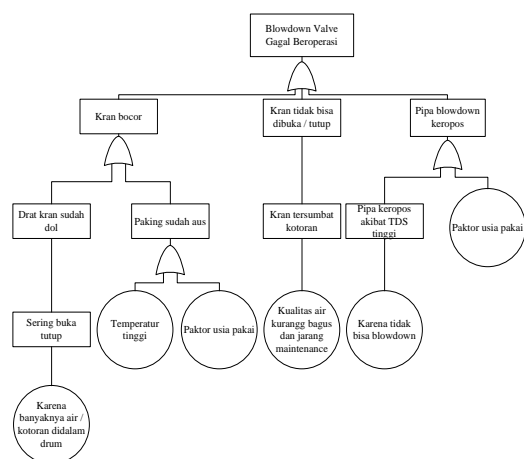 Blowdown Valve
Gagal Beroperasi
Kran bocor
Kran tidak bisa
dibuka / tutup
Pipa blowdown
keropos
Drat kran sudah
dol
Paking sudah aus
Kran tersumbat
kotoran
Pipa keropos
akibat TDS
tinggi
Paktor usia pakai
Sering buka
tutup
Temperatur
tinggi
Paktor usia pakai
Kualitas air
kurangg bagus
dan jarang
maintenance
Karena tidak
bisa blowdown
Karena
banyaknya air /
kotoran didalam
drum